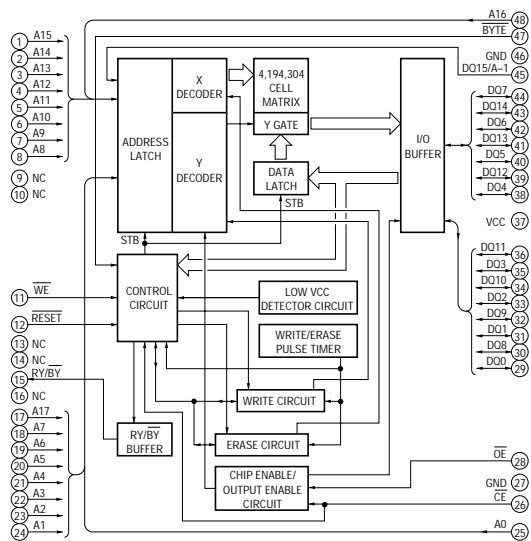 1 A15
2 A14
3 A13
4 A12
5 A11
6 A10
7 A9
8 A8
9 NC
10 NC
11 WE
12 RESET
13 NC
14 NC
15 RY/BY
16 NC
17 A17
18 A7
19 A6
20 A5
21 A4
22 A3
23 A2
24 A1
ADDRESS
LATCH
X
DECODER
Y
DECODER
4,194,304
CELL
MATRIX
Y GATE
DATA
LATCH
STB
STB
I/O
BUFFER
CONTROL
CIRCUIT
LOW VCC
DETECTOR CIRCUIT
WRITE/ERASE
PULSE TIMER
WRITE CIRCUIT
ERASE CIRCUIT
RY/BY
BUFFER
CHIP ENABLE/
OUTPUT ENABLE
CIRCUIT
A16 48
BYTE 47
GND 46
DQ15/A–1 45
DQ7 44
DQ14 43
DQ6 42
DQ13 41
DQ5 40
DQ12 39
DQ4 38
VCC 37
DQ11 36
DQ3 35
DQ10 34
DQ2 33
DQ9 32
DQ1 31
DQ8 30
DQ0 29
OE 28
GND 27
CE 26
A0 25